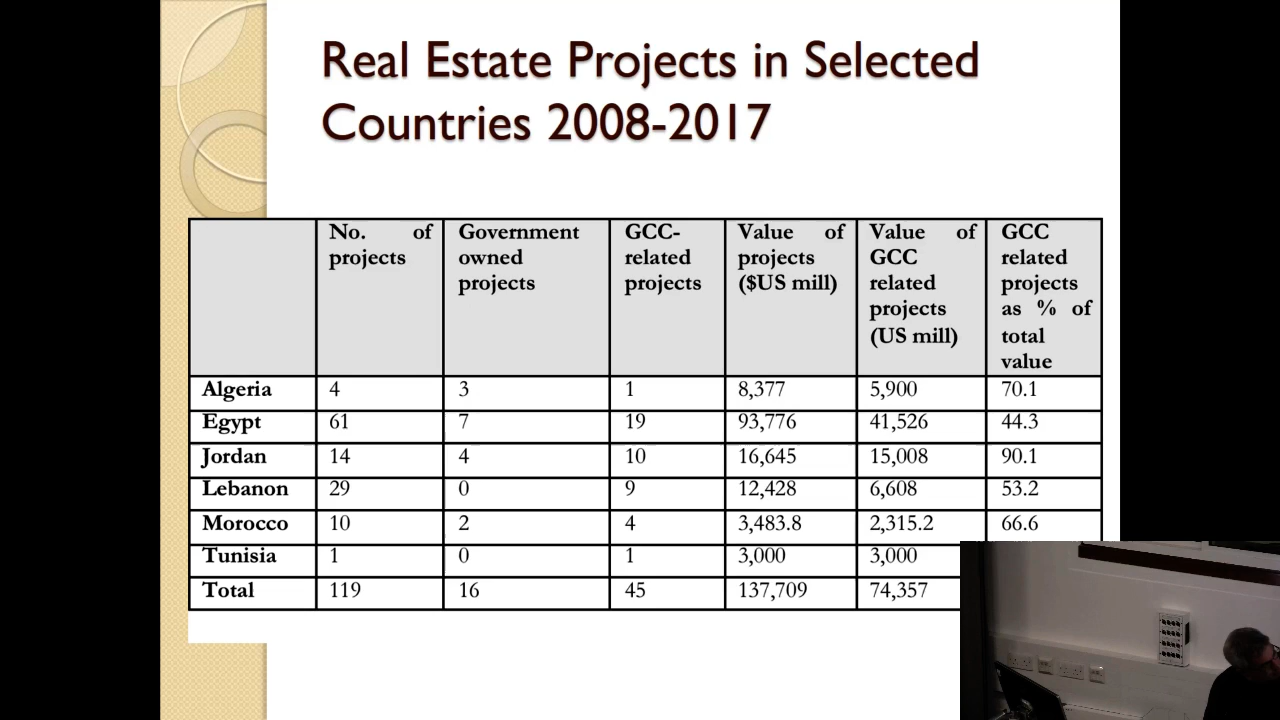 Real Estate Projects in Selected
Countries 2008-2017
No. of projects | Government owned projects | GCC-related projects | Value of projects ($US mill) | Value of GCC related projects (US mill) | GCC related projects as % of total value
Algeria | 4 | 3 | 1 | 8,377 | 5,900 | 70.1
Egypt | 61 | 7 | 19 | 93,776 | 41,526 | 44.3
Jordan | 14 | 4 | 10 | 16,645 | 15,008 | 90.1
Lebanon | 29 | 0 | 9 | 12,428 | 6,608 | 53.2
Morocco | 10 | 2 | 4 | 3,483.8 | 2,315.2 | 66.6
Tunisia | 1 | 0 | 1 | 3,000 | 3,000
Total | 119 | 16 | 45 | 137,709 | 74,357